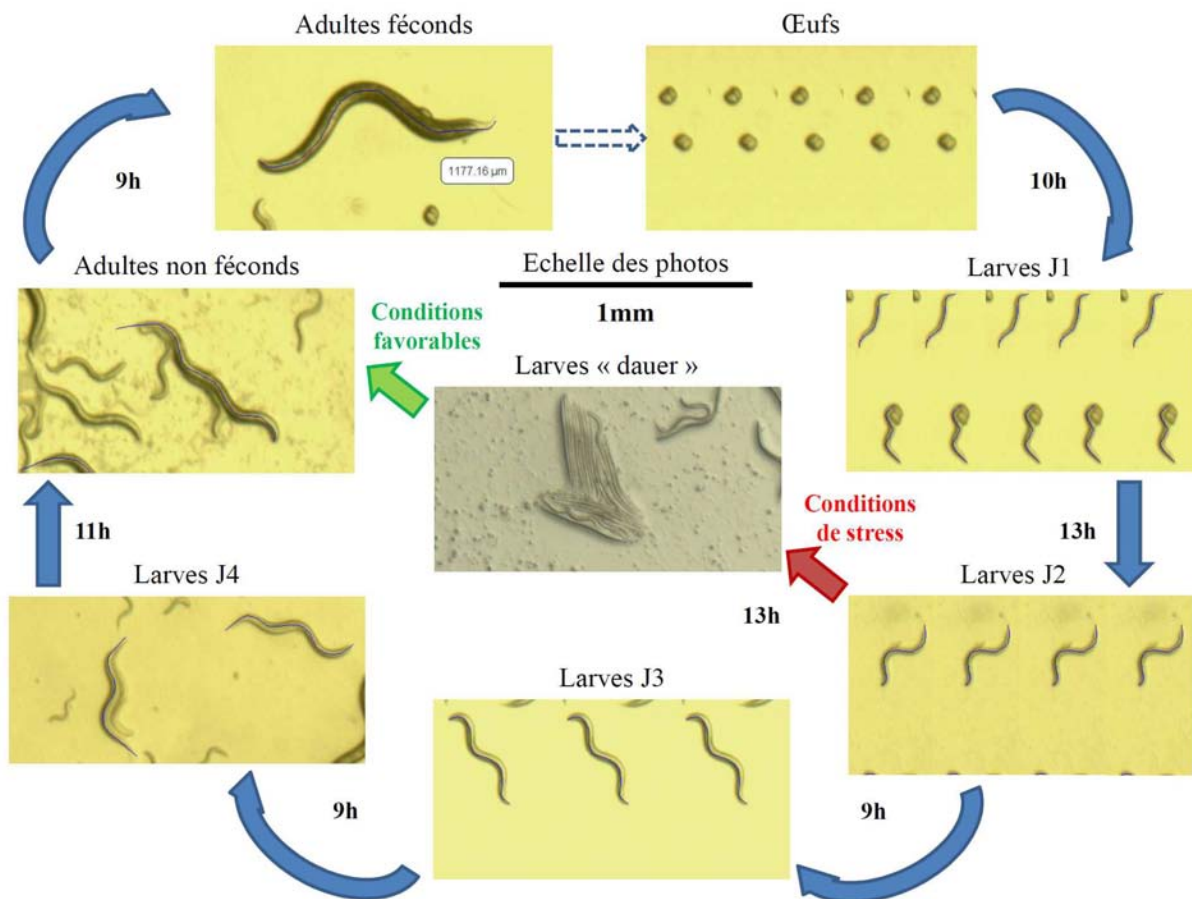 Adultes féconds
Œufs
1177.16 µm
9h
10h
Adultes non féconds
Echelle des photos
1mm
Larves J1
Conditions
favorables
Larves « dauer »
Conditions
de stress
11h
13h
Larves J4
13h
Larves J2
Larves J3
9h
9h